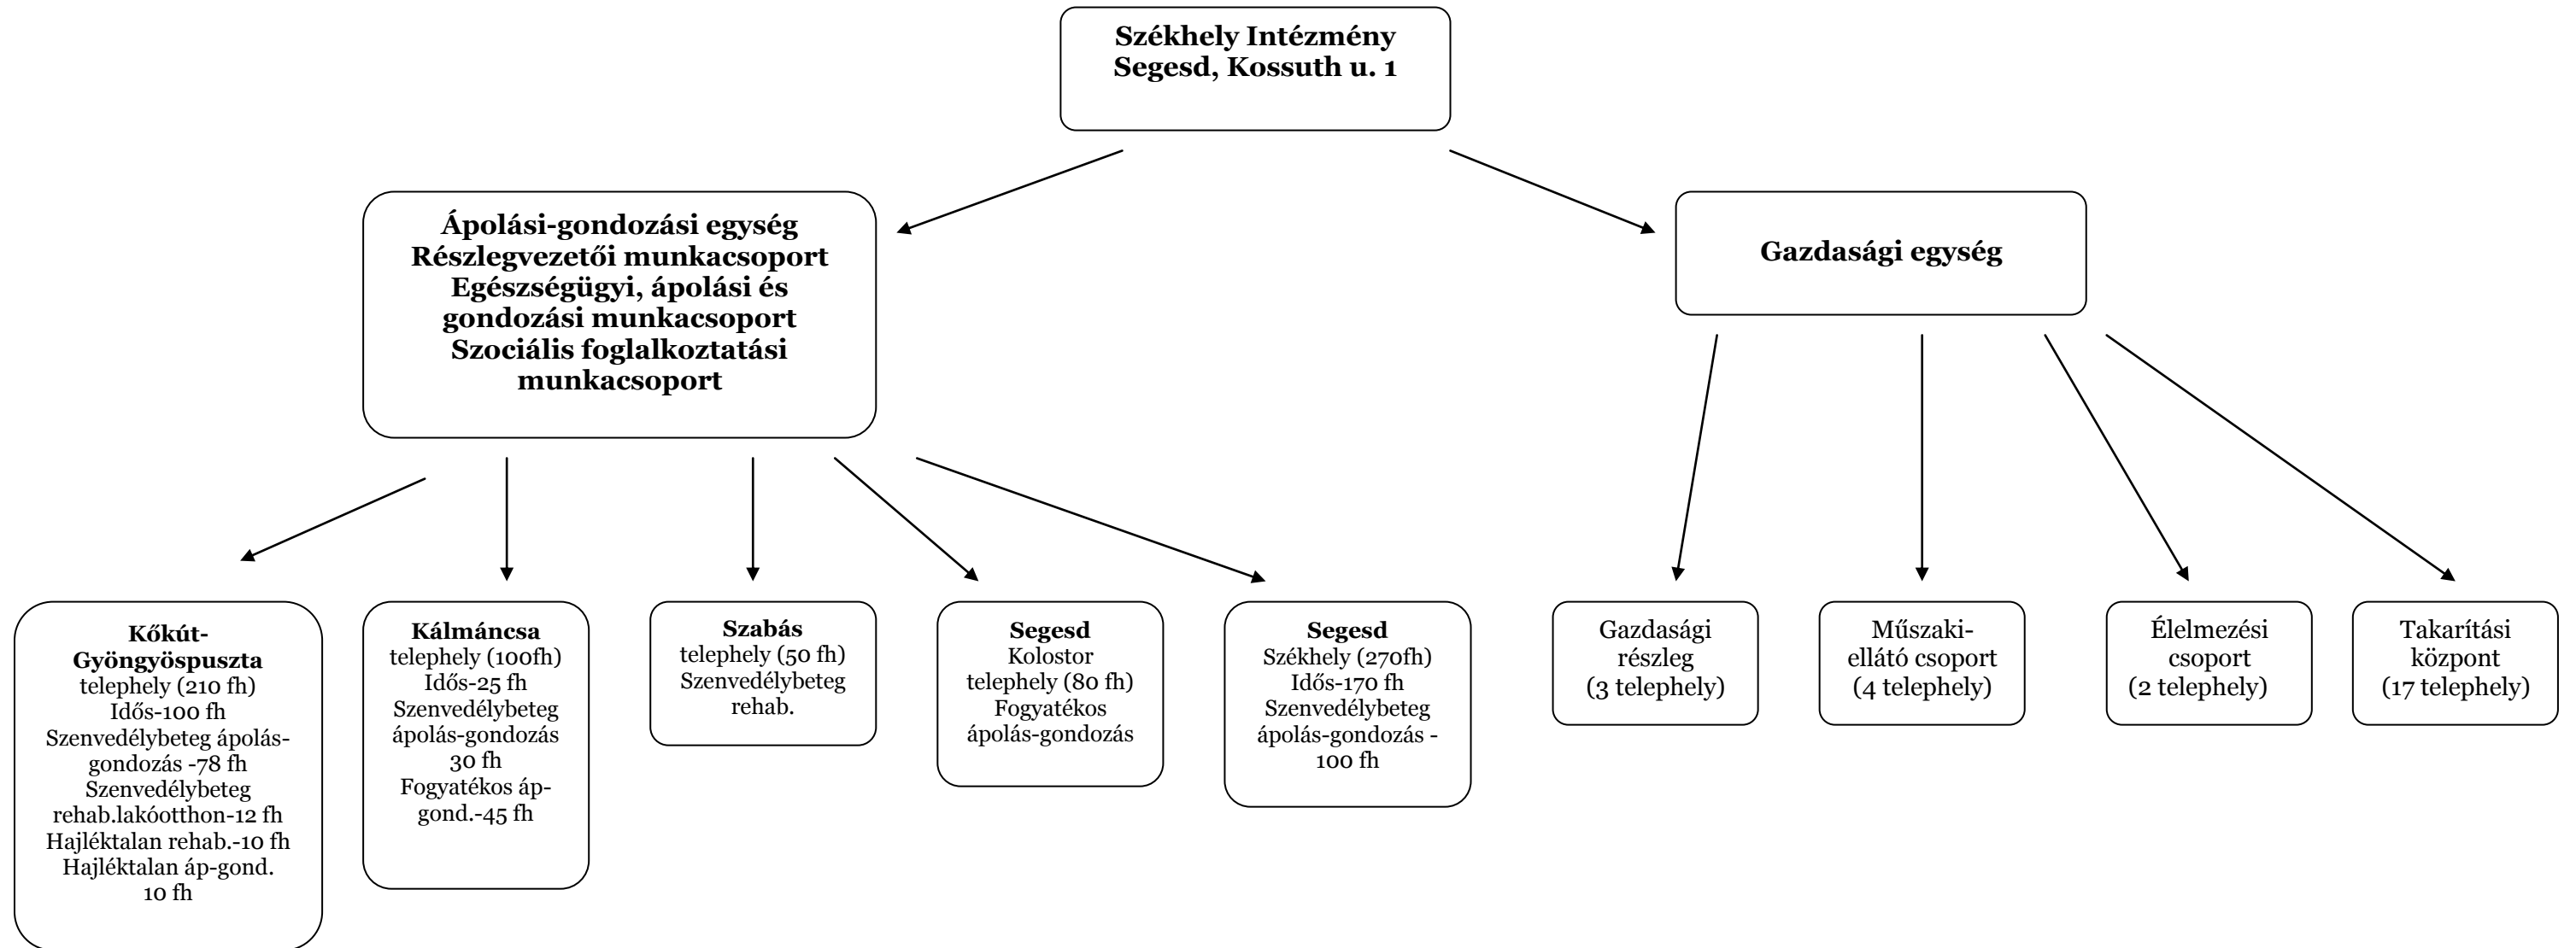 Székhely Intézmény
Segesd, Kossuth u. 1
Ápolási-gondozási egység
Részlegvezetői munkacsoport
Egészségügyi, ápolási és
gondozási munkacsoport
Szociális foglalkoztatási
munkacsoport
Gazdasági egység
Kőkút-
Gyöngyöspuszta
telephely (210 fh)
Idős-100 fh
Szenvedélybeteg ápolás-
gondozás -78 fh
Szenvedélybeteg
rehab.lakóotthon-12 fh
Hajléktalan rehab.-10 fh
Hajléktalan áp-gond.
10 fh
Kálmáncsa
telephely (100fh)
Idős-25 fh
Szenvedélybeteg
ápolás-gondozás
30 fh
Fogyatékos áp-
gond.-45 fh
Szabás
telephely (50 fh)
Szenvedélybeteg
rehab.
Segesd
Kolostor
telephely (80 fh)
Fogyatékos
ápolás-gondozás
Segesd
Székhely (270fh)
Idős-170 fh
Szenvedélybeteg
ápolás-gondozás -
100 fh
Gazdasági
részleg
(3 telephely)
Műszaki-
ellátó csoport
(4 telephely)
Élelmezési
csoport
(2 telephely)
Takarítási
központ
(17 telephely)